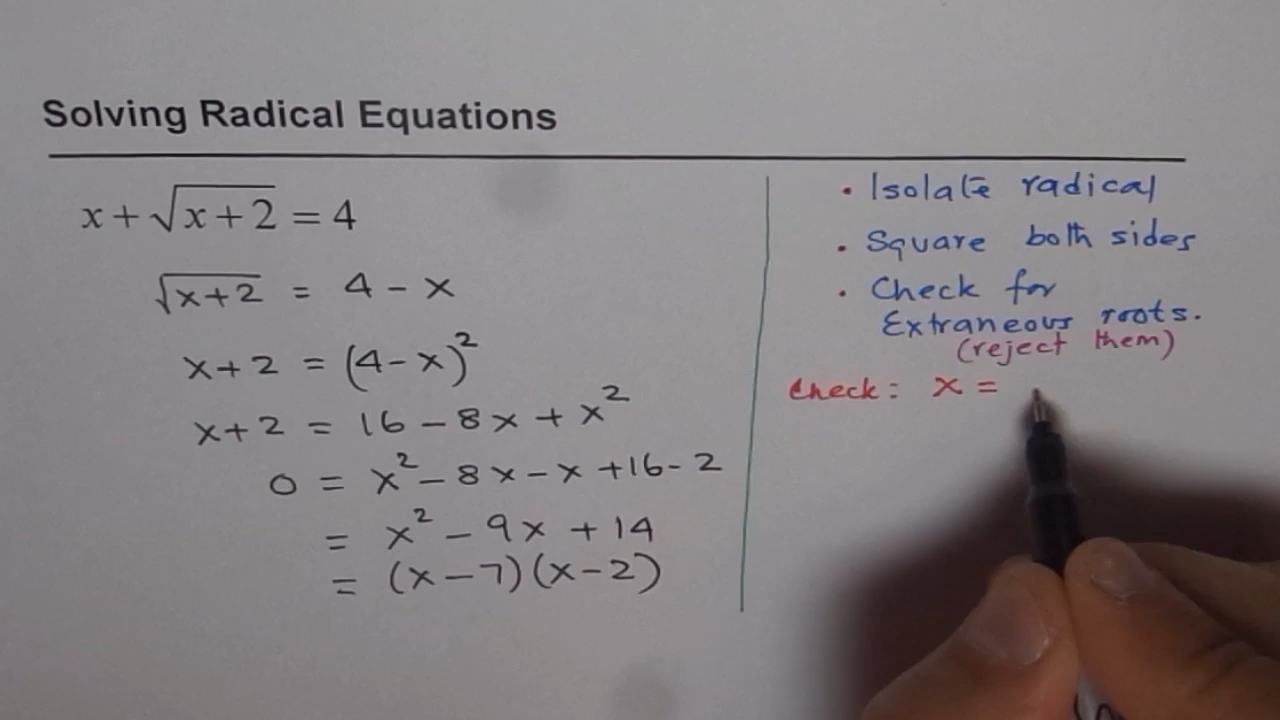 Solving Radical Equations
x + √(x + 2) = 4
√(x+2) = 4 - x
x + 2 = (4 - x)²
x + 2 = 16 - 8x + x²
0 = x² - 8x - x + 16 - 2
= x² - 9x + 14
= (x - 7)(x - 2)
• Isolate radical
• Square both sides
• Check for
Extraneous roots.
(reject them)
Check: x =